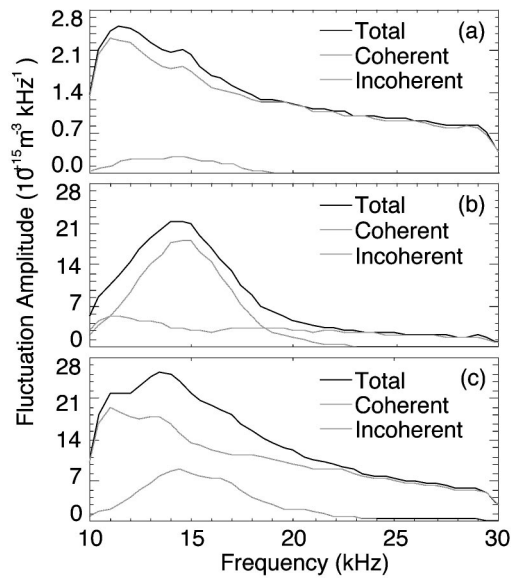 2.8
2.1
1.4
0.7
0.0
Total
Coherent
Incoherent
(a)
28
21
14
7
0
Total
Coherent
Incoherent
(b)
28
21
14
7
0
Total
Coherent
Incoherent
(c)
10
15
20
25
30
Frequency (kHz)
Fluctuation Amplitude (10⁺¹⁵m⁻³ kHz⁻¹)